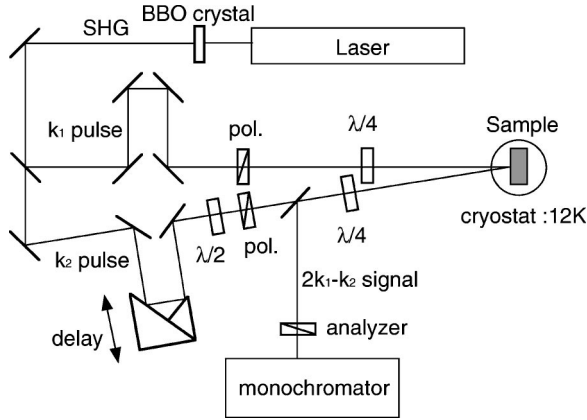 BBO crystal
SHG
Laser
k₁ pulse
pol.
λ/4
Sample
cryostat :12K
λ/4
λ/2
pol.
k₂ pulse
2k₁-k₂ signal
delay
analyzer
monochromator